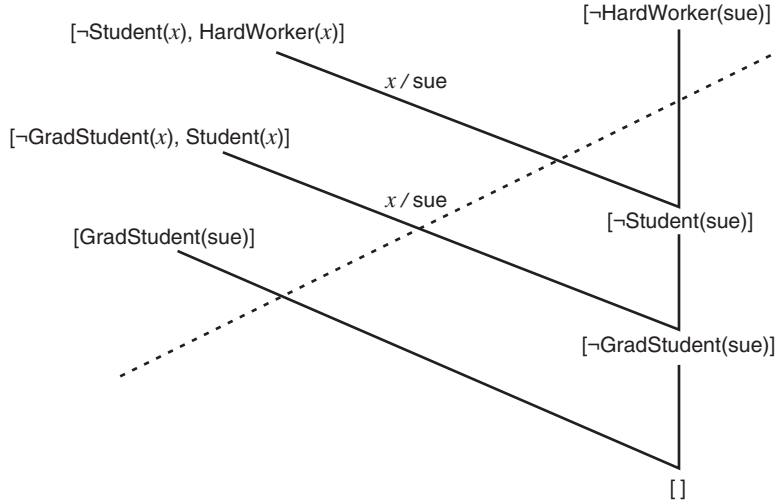 [¬HardWorker(sue)]
[¬Student(x), HardWorker(x)]
x / sue
[¬GradStudent(x), Student(x)]
x / sue
[¬Student(sue)]
[GradStudent(sue)]
[¬GradStudent(sue)]
[ ]